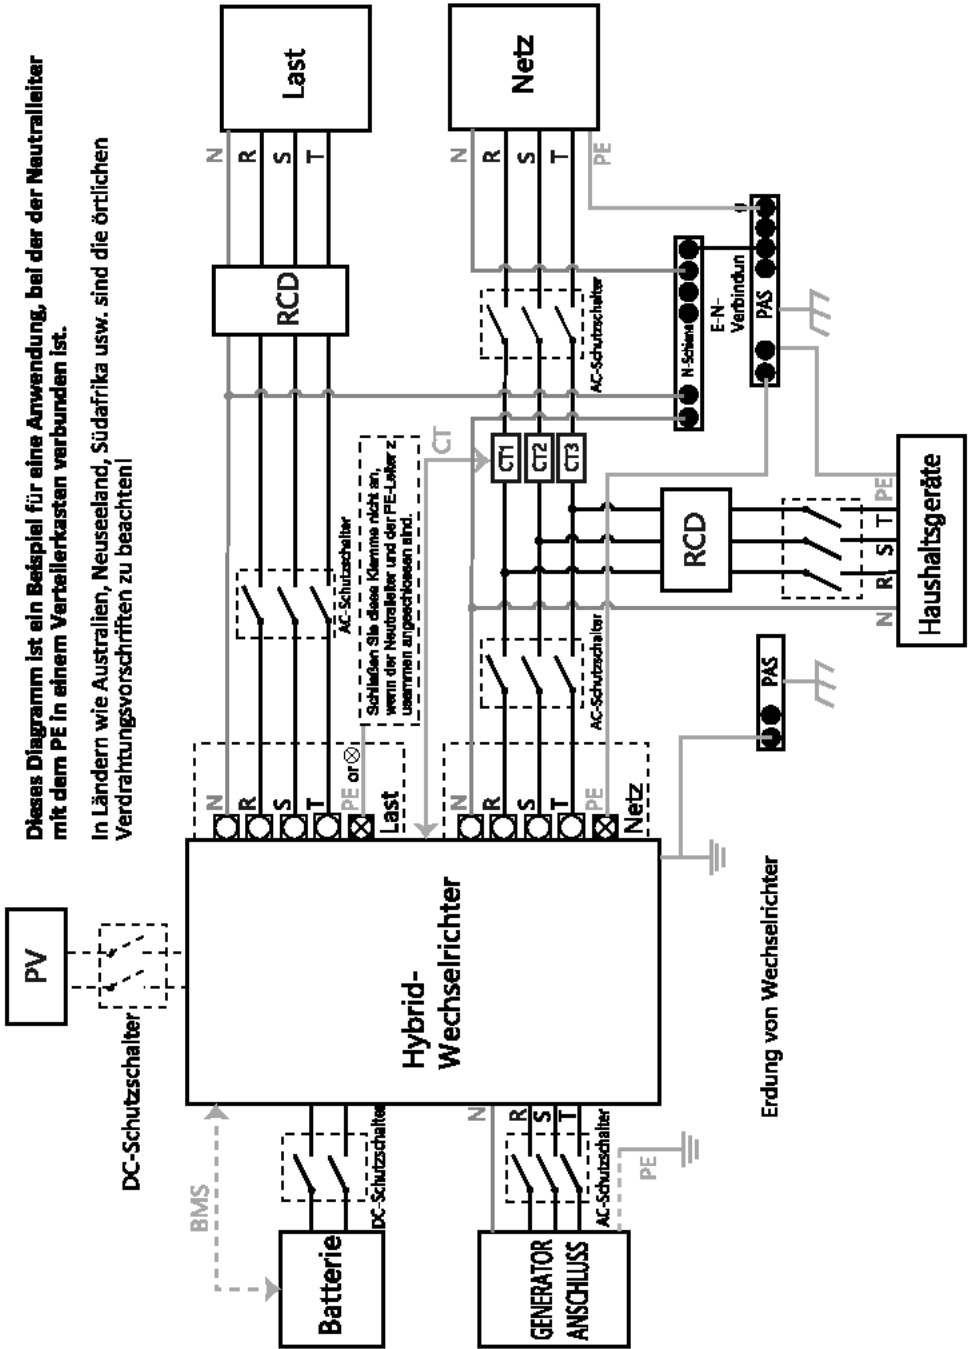 Dieses Diagramm ist ein Beispiel für eine Anwendung, bei der der Neutralleiter
mit dem PE in einem Verteilerkasten verbunden ist.
In Ländern wie Australien, Neuseeland, Südafrika usw. sind die örtlichen
Verdrahtungsvorschriften zu beachten!
PV
DC-Schutzschalter
BMS
Batterie
DC-Schutzschalter
GENERATOR
ANSCHLUSS
N
R
S
T
AC-Schutzschalter
PE
Hybrid-
Wechselrichter
N
R
S
T
PE or
Last
AC-Schutzschalter
Schließen Sie diese Klemme nicht an,
wenn der Neutralleiter und der PE-Leiter z
usammen angeschlossen sind.
RCD
N
R
S
T
Last
CT
N
R
S
T
PE
Netz
AC-Schutzschalter
CT1
CT2
CT3
AC-Schutzschalter
N
R
S
T
PE
Netz
N-Schiene
E-N-
Verbindun
PAS
RCD
N
R
S
T
PE
Haushaltsgeräte
PAS
Erdung von Wechselrichter